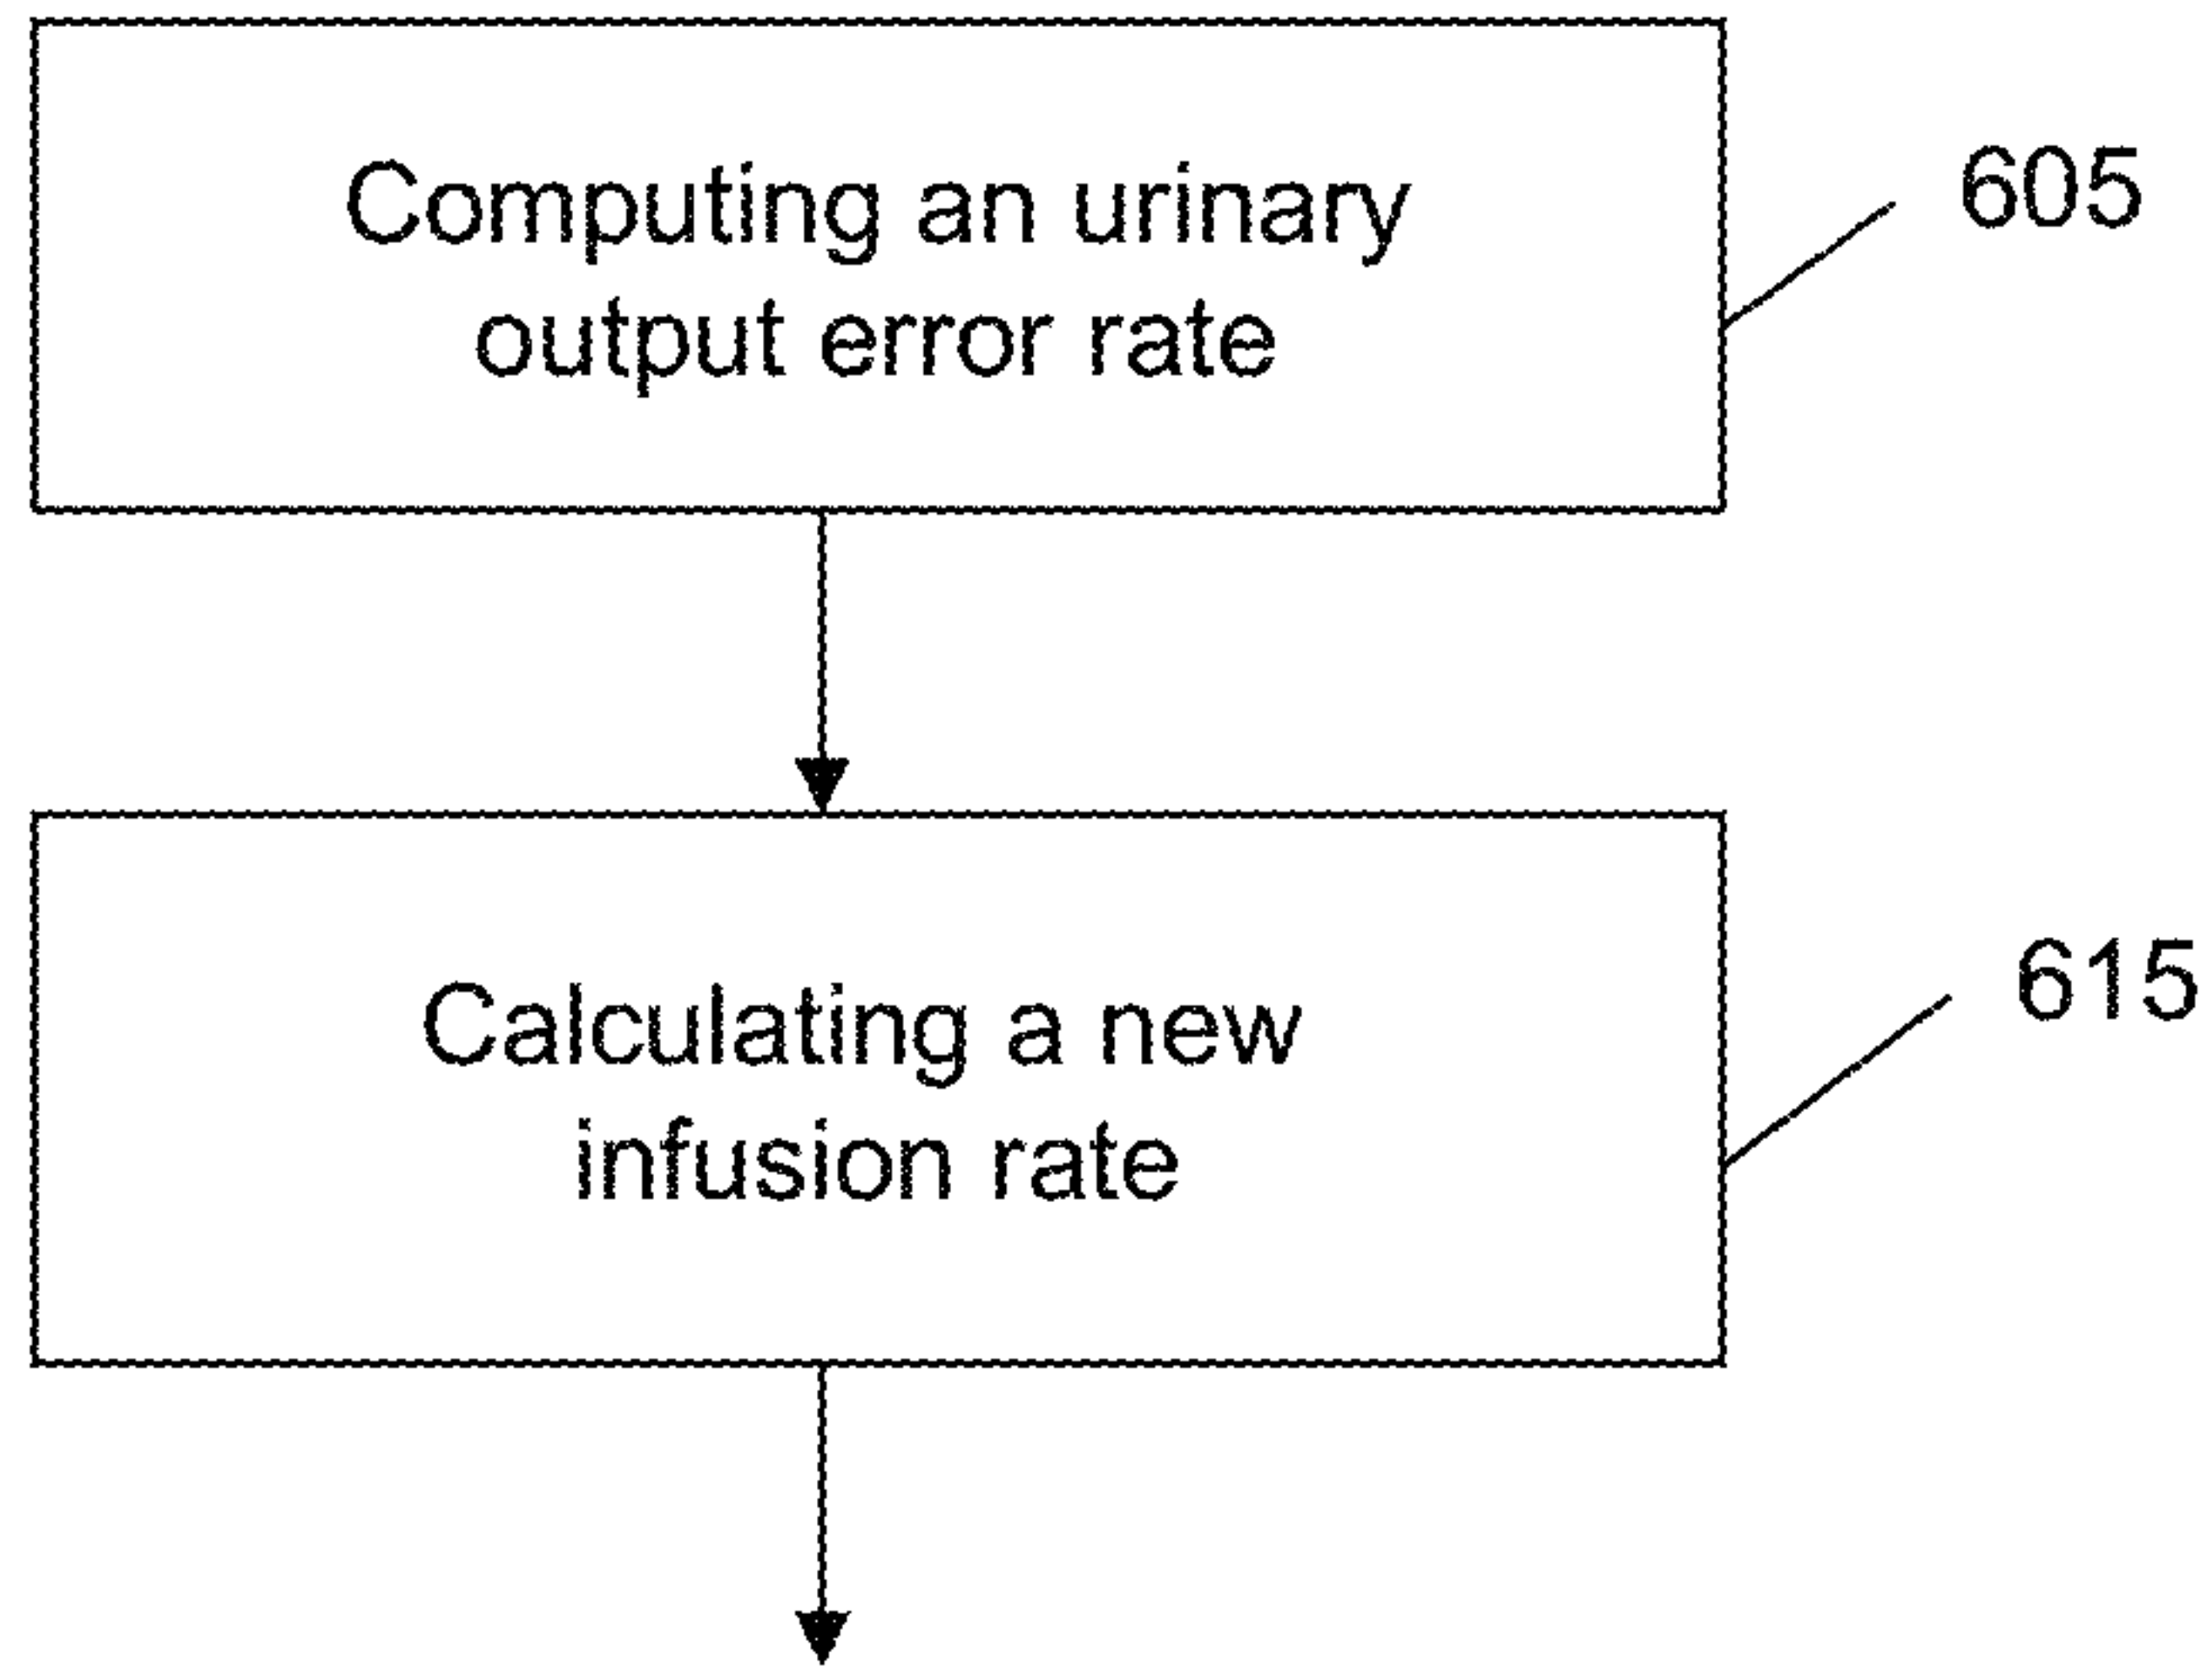 Computing an urinary
output error rate
605
Calculating a new
infusion rate
615